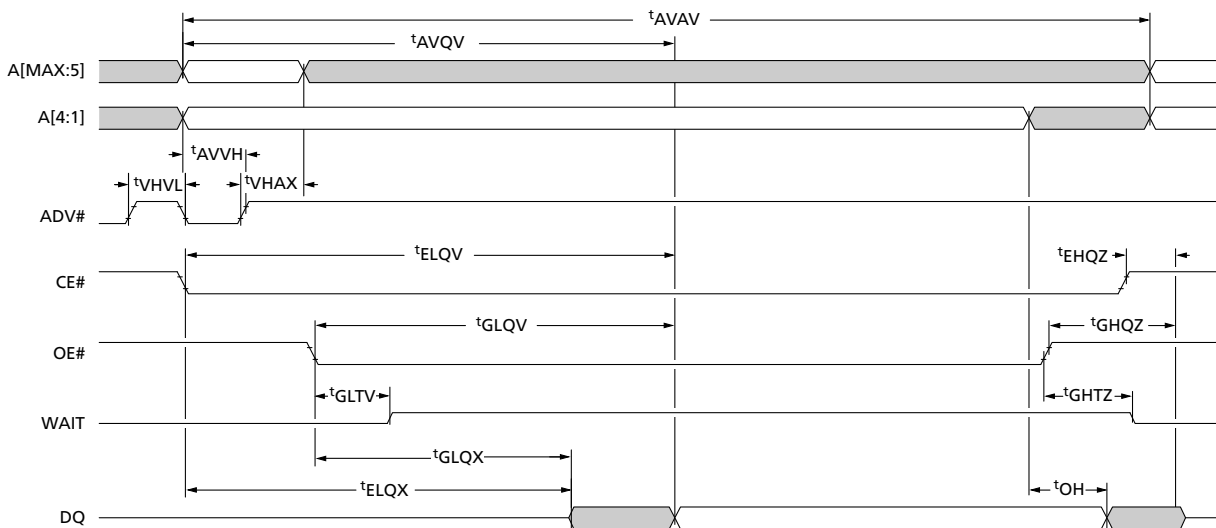 tAVAV
tAVQV
A[MAX:5]
A[4:1]
tAVVH
tVHVL
tVHAX
ADV#
tELQV
tEHQZ
CE#
tGLQV
tGHQZ
OE#
tGLTV
tGHTZ
WAIT
tGLQX
tELQX
tOH
DQ